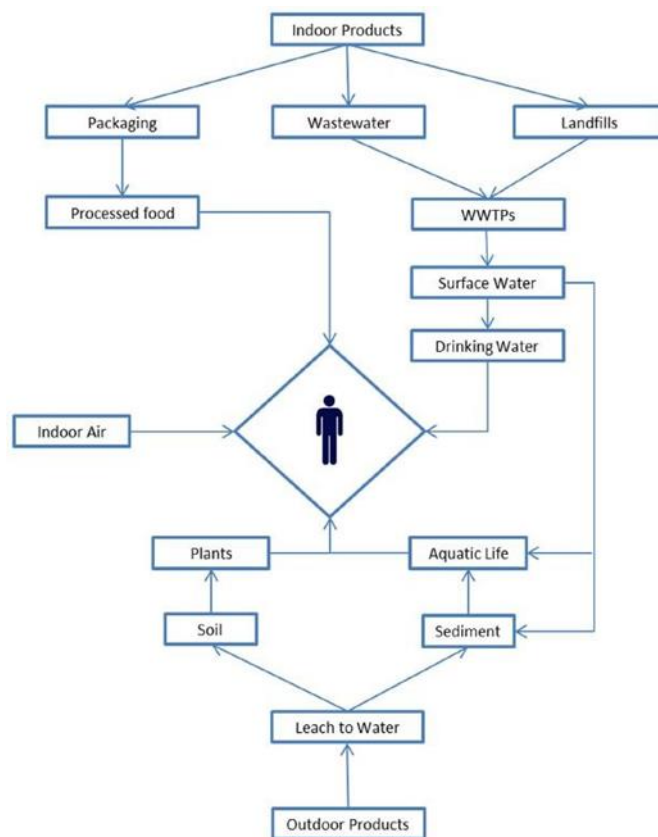 Indoor Products
Packaging
Wastewater
Landfills
Processed food
WWTPs
Surface Water
Drinking Water
Indoor Air
Plants
Aquatic Life
Soil
Sediment
Leach to Water
Outdoor Products